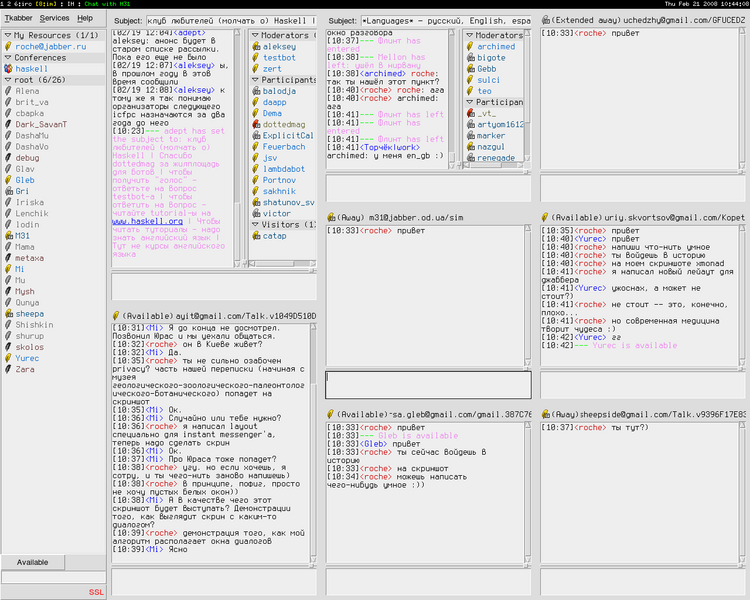 1 2 6:irc [8:im] : IM : Chat with M31
Thu Feb 21 2008 10:44:08
Tkabber Services Help
My Resources (1/1)
roche@jabber.ru
Conferences
haskell
root (6/26)
Alena
brit_va
cbapka
Dark_SavanT
DashaMu
DashaVo
debug
Glav
Gleb
Gri
Iriska
Lenchik
lodin
M31
Mama
metaxa
Mi
Mu
Mysh
Qunya
sheepa
Shishkin
shurup
skolos
Yurec
Zara
Available
SSL
Subject: клуб любителей (молчать о) Haskell |
[02/19 12:04]<adept>
aleksey: анонс будет в
старом списке рассылки.
Пока его еще не было
[02/19 12:07]<aleksey> ы,
в прошлом году в этов
время сообщили
[02/19 12:08]<aleksey> к
тому же я так понимаю
организаторы следующего
icfpc назначаются за два
года до него
[10:23]--- adept has set
the subject to: клуб
любителей (молчать о)
Haskell | Спасибо
dottedmag за жилплощадь
для ботов | чтобы
получить "голос" -
ответьте на вопрос
testbot-а | чтобы
ответить на вопрос -
читайте tutorial-ы на
www.haskell.org | Чтобы
читать туториалы - надо
знать английский язык |
Тут не курсы английского
языка
Moderators (
aleksey
testbot
zert
Participants
balodja
daapp
Dema
dottedmag
ExplicitCal
Feuerbach
jsv
lambdabot
Portnov
sakhnik
shatunov_sv
victor
Visitors (1
catap
(Available) ayit@gmail.com/Talk.v1049D510D
[10:31]<Mi> Я до конца не досмотрел.
Позвонил Юрас и мы уехали общаться.
[10:32]<roche> он в Киеве живет?
[10:32]<Mi> Да.
[10:35]<roche> ты не сильно озабочен
privacy? часть нашей переписки (начиная с
музея
геологического-зоологического-палеонтолог
ического-ботанического) попадет на
скриншот
[10:35]<Mi> Ок.
[10:36]<Mi> Случайно или тебе нужно?
[10:36]<roche> я написал layout
специально для instant messenger'а,
теперь надо сделать скрин
[10:36]<Mi> Ок.
[10:37]<Mi> Про Юраса тоже попадет?
[10:38]<roche> угу. но если хочешь, я
сотру, и ты чего-нить заново напишешь)
[10:38]<roche> в принципе, пофиг, просто
не хочу пустых белых окон))
[10:38]<Mi> А в качестве чего этот
скриншот будет выступать? Демонстрации
того, как выглядит скрин с каким-то
диалогом?
[10:39]<roche> демонстрация того, как мой
алгоритм располагает окна диалогов
[10:39]<Mi> Ясно
Subject: *Languages* - русский, English, espa
окно разговора
[10:37]--- Флинт has
entered
[10:38]--- Mellon has
left: ушёл в нирвану
[10:38]<archimed> roche:
так ты нашёл этот пункт?
[10:40]<roche> roche: ага
[10:40]<roche> archimed:
ага
[10:41]--- Флинт has left
[10:41]--- Флинт has
entered
[10:41]--- Флинт has left
[10:41]<Торчёк|work>
archimed: у меня en_gb :)
Moderators
archimed
bigote
Gebb
sulci
teo
Participan
_vt_
artyom1612
marker
nazgul
renegade
(Away) m31@jabber.od.ua/sim
[10:33]<roche> привет
(Available)-sa.gleb@gmail.com/gmail.387C76
[10:33]<roche> привет
[10:33]--- Gleb is available
[10:33]<Gleb> привет
[10:33]<roche> ты сейчас войдешь в
историю
[10:33]<roche> на скриншот
[10:34]<roche> можешь написать
чего-нибудь умное :))
(Extended away) uchedzhy@gmail.com/GFUCEDZ
[10:33]<roche> привет
(Available) uriy.skvortsov@gmail.com/Kopet
[10:35]<roche> привет
[10:40]<Yurec> привет
[10:40]<roche> напиши что-нить умное
[10:40]<roche> ты войдешь в историю
[10:40]<roche> на моем скриншоте xmonad
[10:41]<roche> я написал новый лейаут для
джаббера
[10:41]<Yurec> ужоснах, а может не
стоит?)
[10:41]<roche> не стоит -- это, конечно,
плохо...
[10:41]<roche> но современная медицина
творит чудеса :)
[10:42]<Yurec> гг
[10:42]--- Yurec is available
(Away)sheepside@gmail.com/Talk.v9396F17E83
[10:37]<roche> ты тут?)